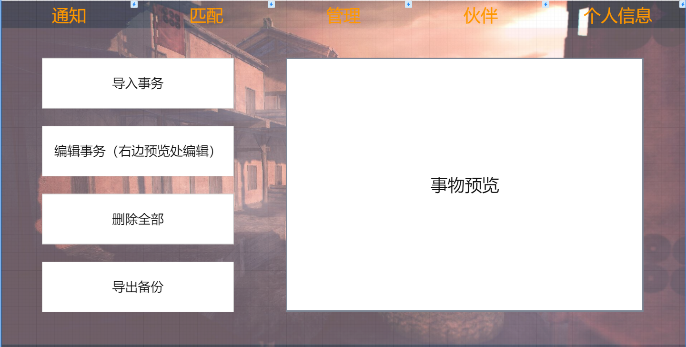 通知
匹配
管理
伙伴
个人信息
导入事务
编辑事务（右边预览处编辑）
删除全部
导出备份
事物预览